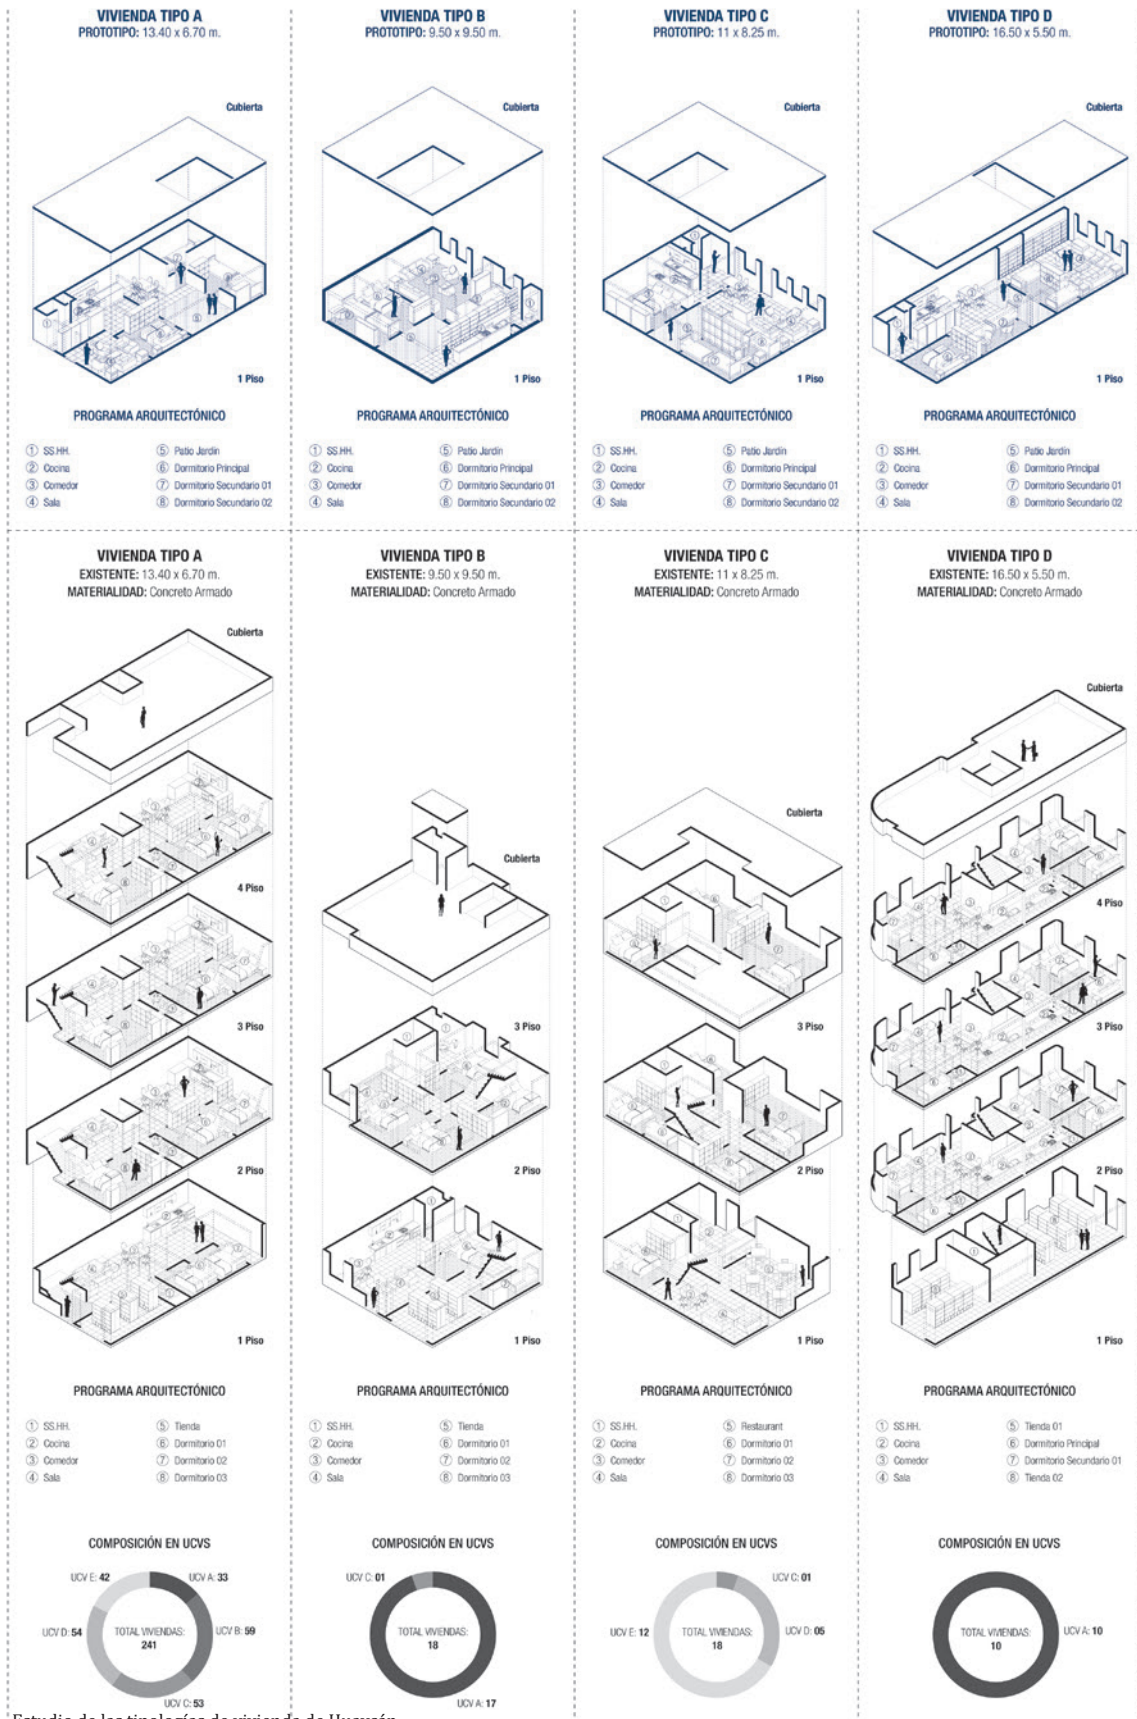 VIVIENDA TIPO A
PROTOTIPO: 13.40 x 6.70 m.
Cubierta
1 Piso
PROGRAMA ARQUITECTÓNICO
① SS.HH.
② Cocina
③ Comedor
④ Sala
⑤ Patio Jardín
⑥ Dormitorio Principal
⑦ Dormitorio Secundario 01
⑧ Dormitorio Secundario 02
VIVIENDA TIPO B
PROTOTIPO: 9.50 x 9.50 m.
Cubierta
1 Piso
PROGRAMA ARQUITECTÓNICO
① SS.HH.
② Cocina
③ Comedor
④ Sala
⑤ Patio Jardín
⑥ Dormitorio Principal
⑦ Dormitorio Secundario 01
⑧ Dormitorio Secundario 02
VIVIENDA TIPO C
PROTOTIPO: 11 x 8.25 m.
Cubierta
1 Piso
PROGRAMA ARQUITECTÓNICO
① SS.HH.
② Cocina
③ Comedor
④ Sala
⑤ Patio Jardín
⑥ Dormitorio Principal
⑦ Dormitorio Secundario 01
⑧ Dormitorio Secundario 02
VIVIENDA TIPO D
PROTOTIPO: 16.50 x 5.50 m.
Cubierta
1 Piso
PROGRAMA ARQUITECTÓNICO
① SS.HH.
② Cocina
③ Comedor
④ Sala
⑤ Patio Jardín
⑥ Dormitorio Principal
⑦ Dormitorio Secundario 01
⑧ Dormitorio Secundario 02
VIVIENDA TIPO A
EXISTENTE: 13.40 x 6.70 m.
MATERIALIDAD: Concreto Armado
Cubierta
4 Piso
3 Piso
2 Piso
1 Piso
PROGRAMA ARQUITECTÓNICO
① SS.HH.
② Cocina
③ Comedor
④ Sala
⑤ Tienda
⑥ Dormitorio 01
⑦ Dormitorio 02
⑧ Dormitorio 03
COMPOSICIÓN EN UCVS
UCV E: 42
UCV A: 33
UCV D: 54
TOTAL VIVIENDAS:
241
UCV B: 59
UCV C: 53
VIVIENDA TIPO B
EXISTENTE: 9.50 x 9.50 m.
MATERIALIDAD: Concreto Armado
Cubierta
3 Piso
2 Piso
1 Piso
PROGRAMA ARQUITECTÓNICO
① SS.HH.
② Cocina
③ Comedor
④ Sala
⑤ Tienda
⑥ Dormitorio 01
⑦ Dormitorio 02
⑧ Dormitorio 03
COMPOSICIÓN EN UCVS
UCV C: 01
TOTAL VIVIENDAS:
18
UCV A: 17
VIVIENDA TIPO C
EXISTENTE: 11 x 8.25 m.
MATERIALIDAD: Concreto Armado
Cubierta
3 Piso
2 Piso
1 Piso
PROGRAMA ARQUITECTÓNICO
① SS.HH.
② Cocina
③ Comedor
④ Sala
⑤ Restaurant
⑥ Dormitorio 01
⑦ Dormitorio 02
⑧ Dormitorio 03
COMPOSICIÓN EN UCVS
UCV C: 01
UCV E: 12
TOTAL VIVIENDAS:
18
UCV D: 05
VIVIENDA TIPO D
EXISTENTE: 16.50 x 5.50 m.
MATERIALIDAD: Concreto Armado
Cubierta
4 Piso
3 Piso
2 Piso
1 Piso
PROGRAMA ARQUITECTÓNICO
① SS.HH.
② Cocina
③ Comedor
④ Sala
⑤ Tienda 01
⑥ Dormitorio Principal
⑦ Dormitorio Secundario 01
⑧ Tienda 02
COMPOSICIÓN EN UCVS
TOTAL VIVIENDAS:
10
UCV A: 10
Estudio de las tipologías de vivienda de